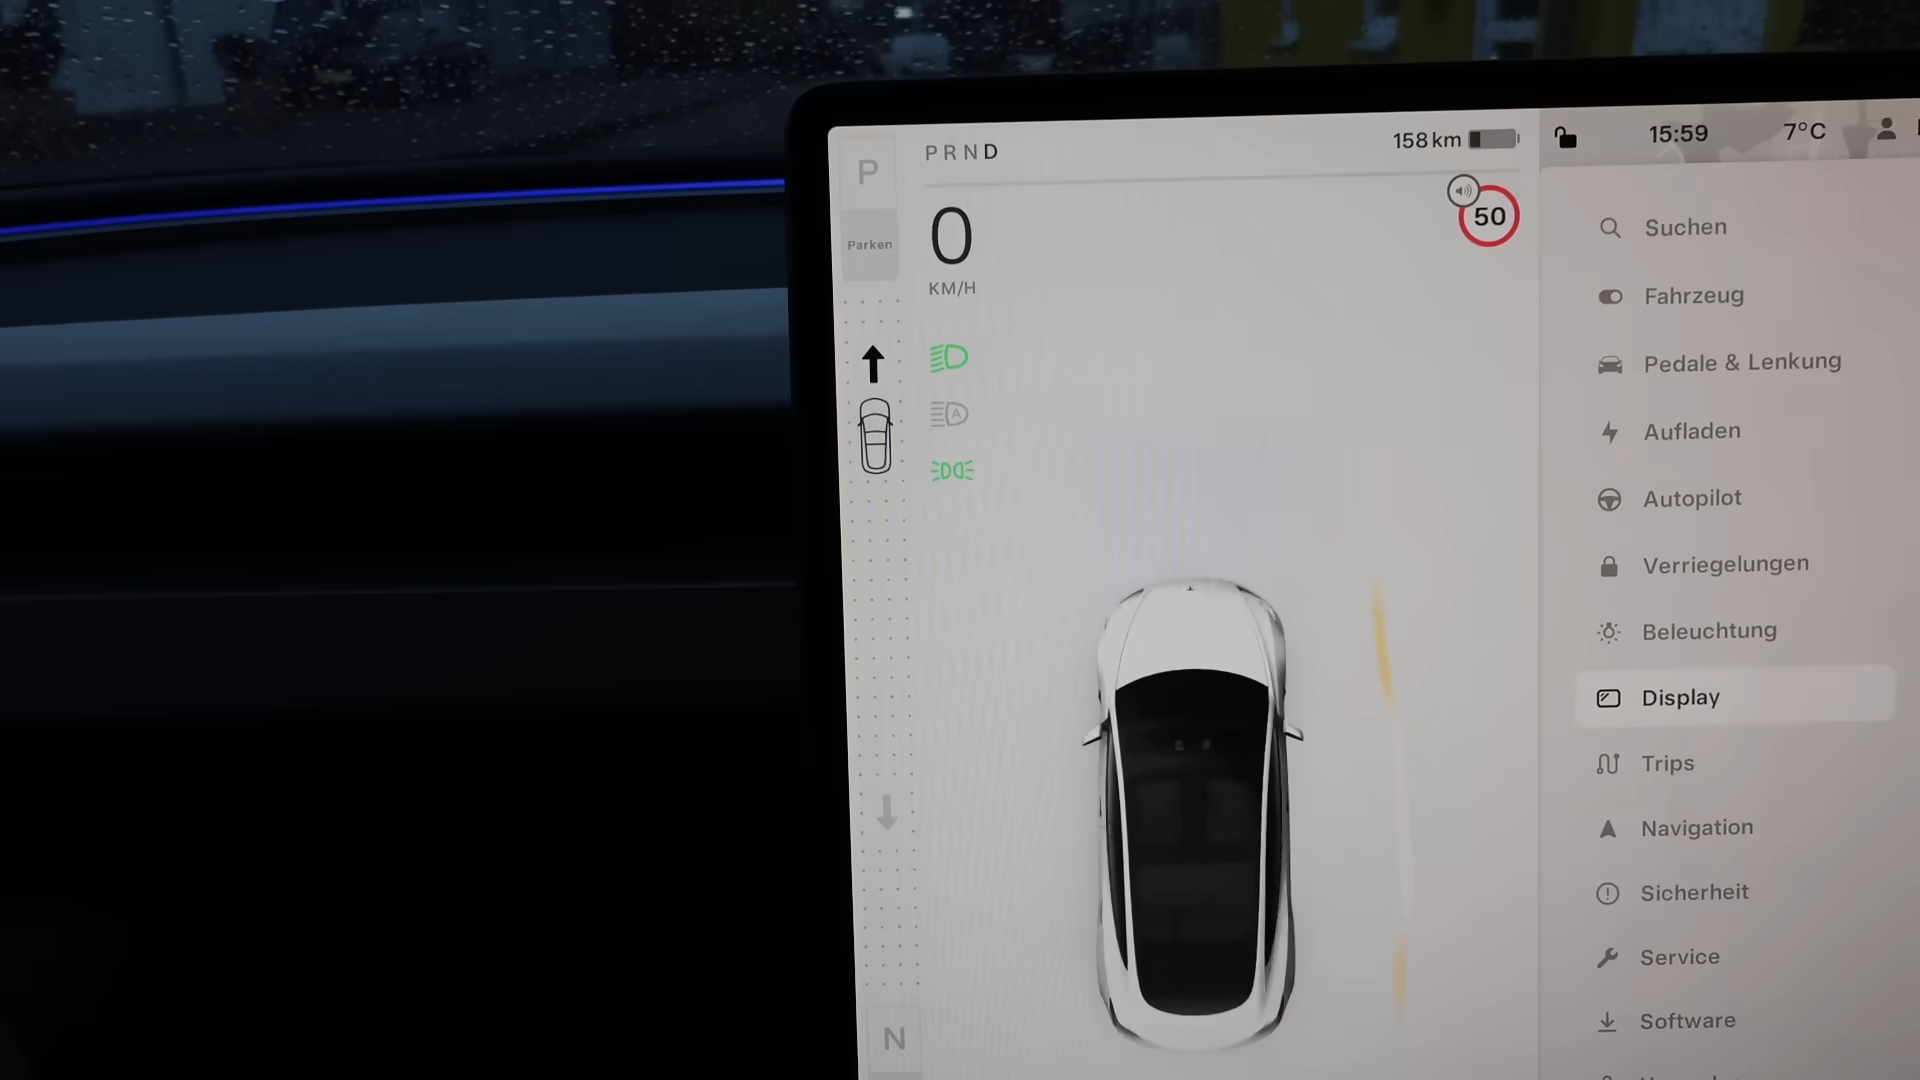 P
PRND
158 km
15:59
7°C
Parken
0
KM/H
50
A
N
Suchen
Fahrzeug
Pedale & Lenkung
Aufladen
Autopilot
Verriegelungen
Beleuchtung
Display
Trips
Navigation
Sicherheit
Service
Software